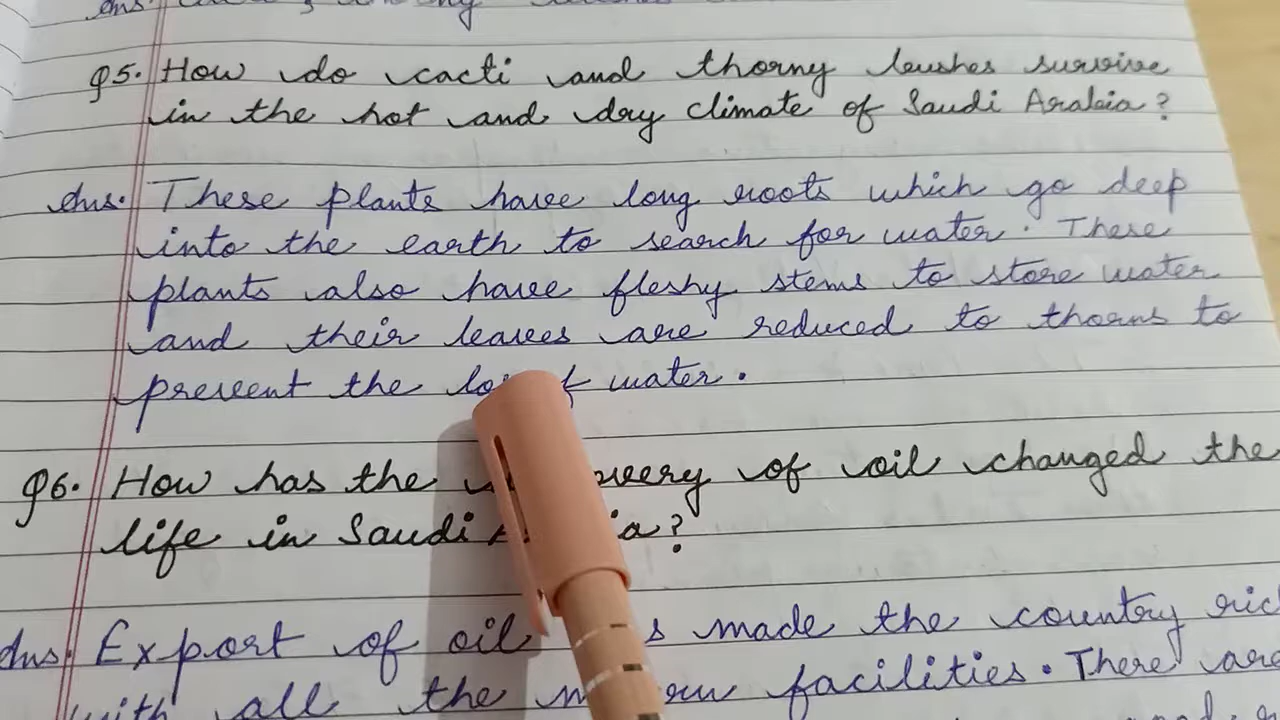 Q5. How do cacti and thorny bushes survive
in the hot and dry climate of Saudi Arabia?
Ans. These plants have long roots which go deep
into the earth to search for water. These
plants also have fleshy stems to store water
and their leaves are reduced to thorns to
prevent the water.
Q6. How has the of oil changed the
life in Saudi
Ans. Export of oil made the country
with all the facilities. There are